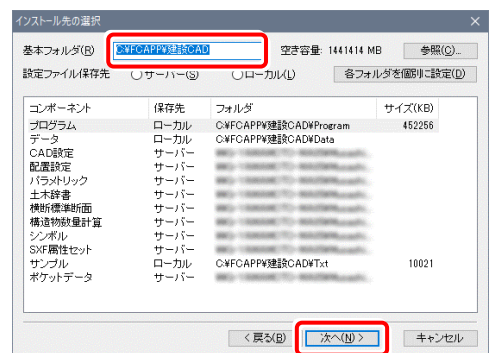 インストール先の選択
基本フォルダ(R) C:¥FCAPP¥建設CAD 空き容量: 1441414 MB 参照(C)...
設定ファイル保存先 サーバー(S) ローカル(L) 各フォルダを個別に設定(D)
コンポーネント 保存先 フォルダ サイズ(KB)
プログラム ローカル C:¥FCAPP¥建設CAD¥Program 452256
データ ローカル C:¥FCAPP¥建設CAD¥Data
CAD設定 サーバー
配置設定 サーバー
パラメトリック サーバー
土木辞書 サーバー
横断標準断面 サーバー
構造物数量計算 サーバー
シンボル サーバー
SXF属性セット サーバー
サンプル ローカル C:¥FCAPP¥建設CAD¥Txt 10021
ポケットデータ サーバー
< 戻る(B) 次へ(N) > キャンセル